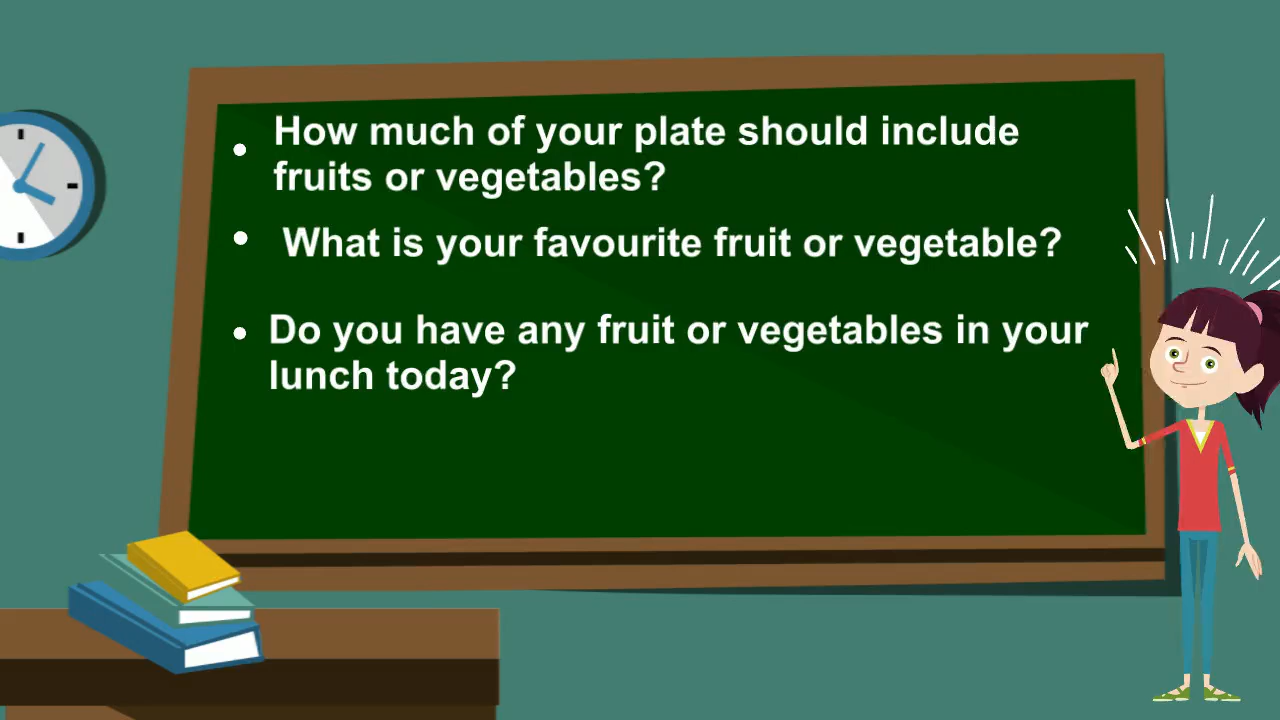 • How much of your plate should include
fruits or vegetables?
• What is your favourite fruit or vegetable?
• Do you have any fruit or vegetables in your
lunch today?